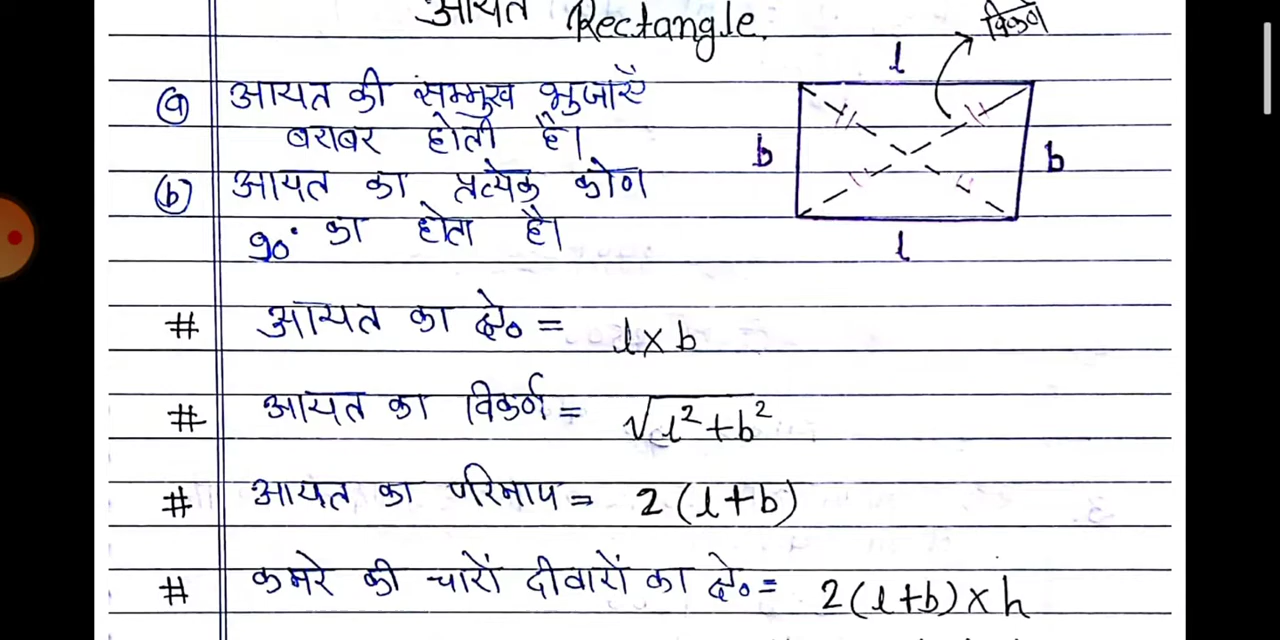 आयत Rectangle.
विकर्ण
l
ⓐ आयत की सम्मुख भुजाएँ
बराबर होती है।
b b
ⓑ आयत का प्रत्येक कोण
90° का होता है।
l
# आयत का क्षे० = l×b
# आयत का विकर्ण = √l²+b²
# आयत का परिमाप = 2(l+b)
# कमरे की चारों दीवारों का क्षे० = 2(l+b)×h